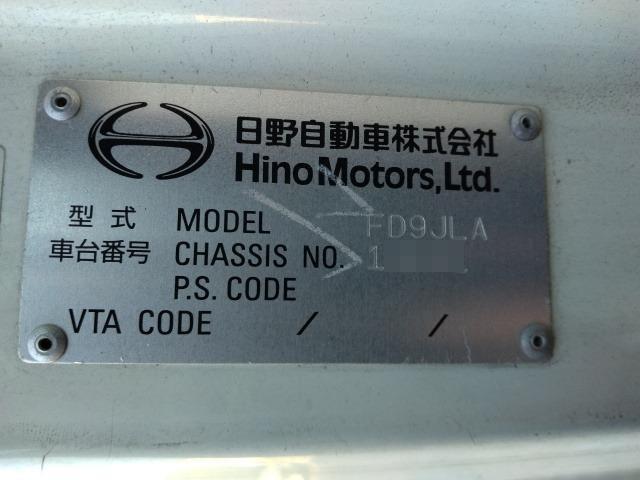 日野自動車株式会社
Hino Motors, Ltd.
型式 MODEL FD9JLA
車台番号 CHASSIS NO. 1
P.S. CODE
VTA CODE / /